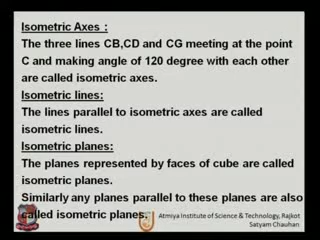 Isometric Axes :
The three lines CB,CD and CG meeting at the point
C and making angle of 120 degree with each other
are called isometric axes.
Isometric lines:
The lines parallel to isometric axes are called
isometric lines.
Isometric planes:
The planes represented by faces of cube are called
isometric planes.
Similarly any planes parallel to these planes are also
called isometric planes.
Atmiya Institute of Science & Technology, Rajkot
Satyam Chauhan